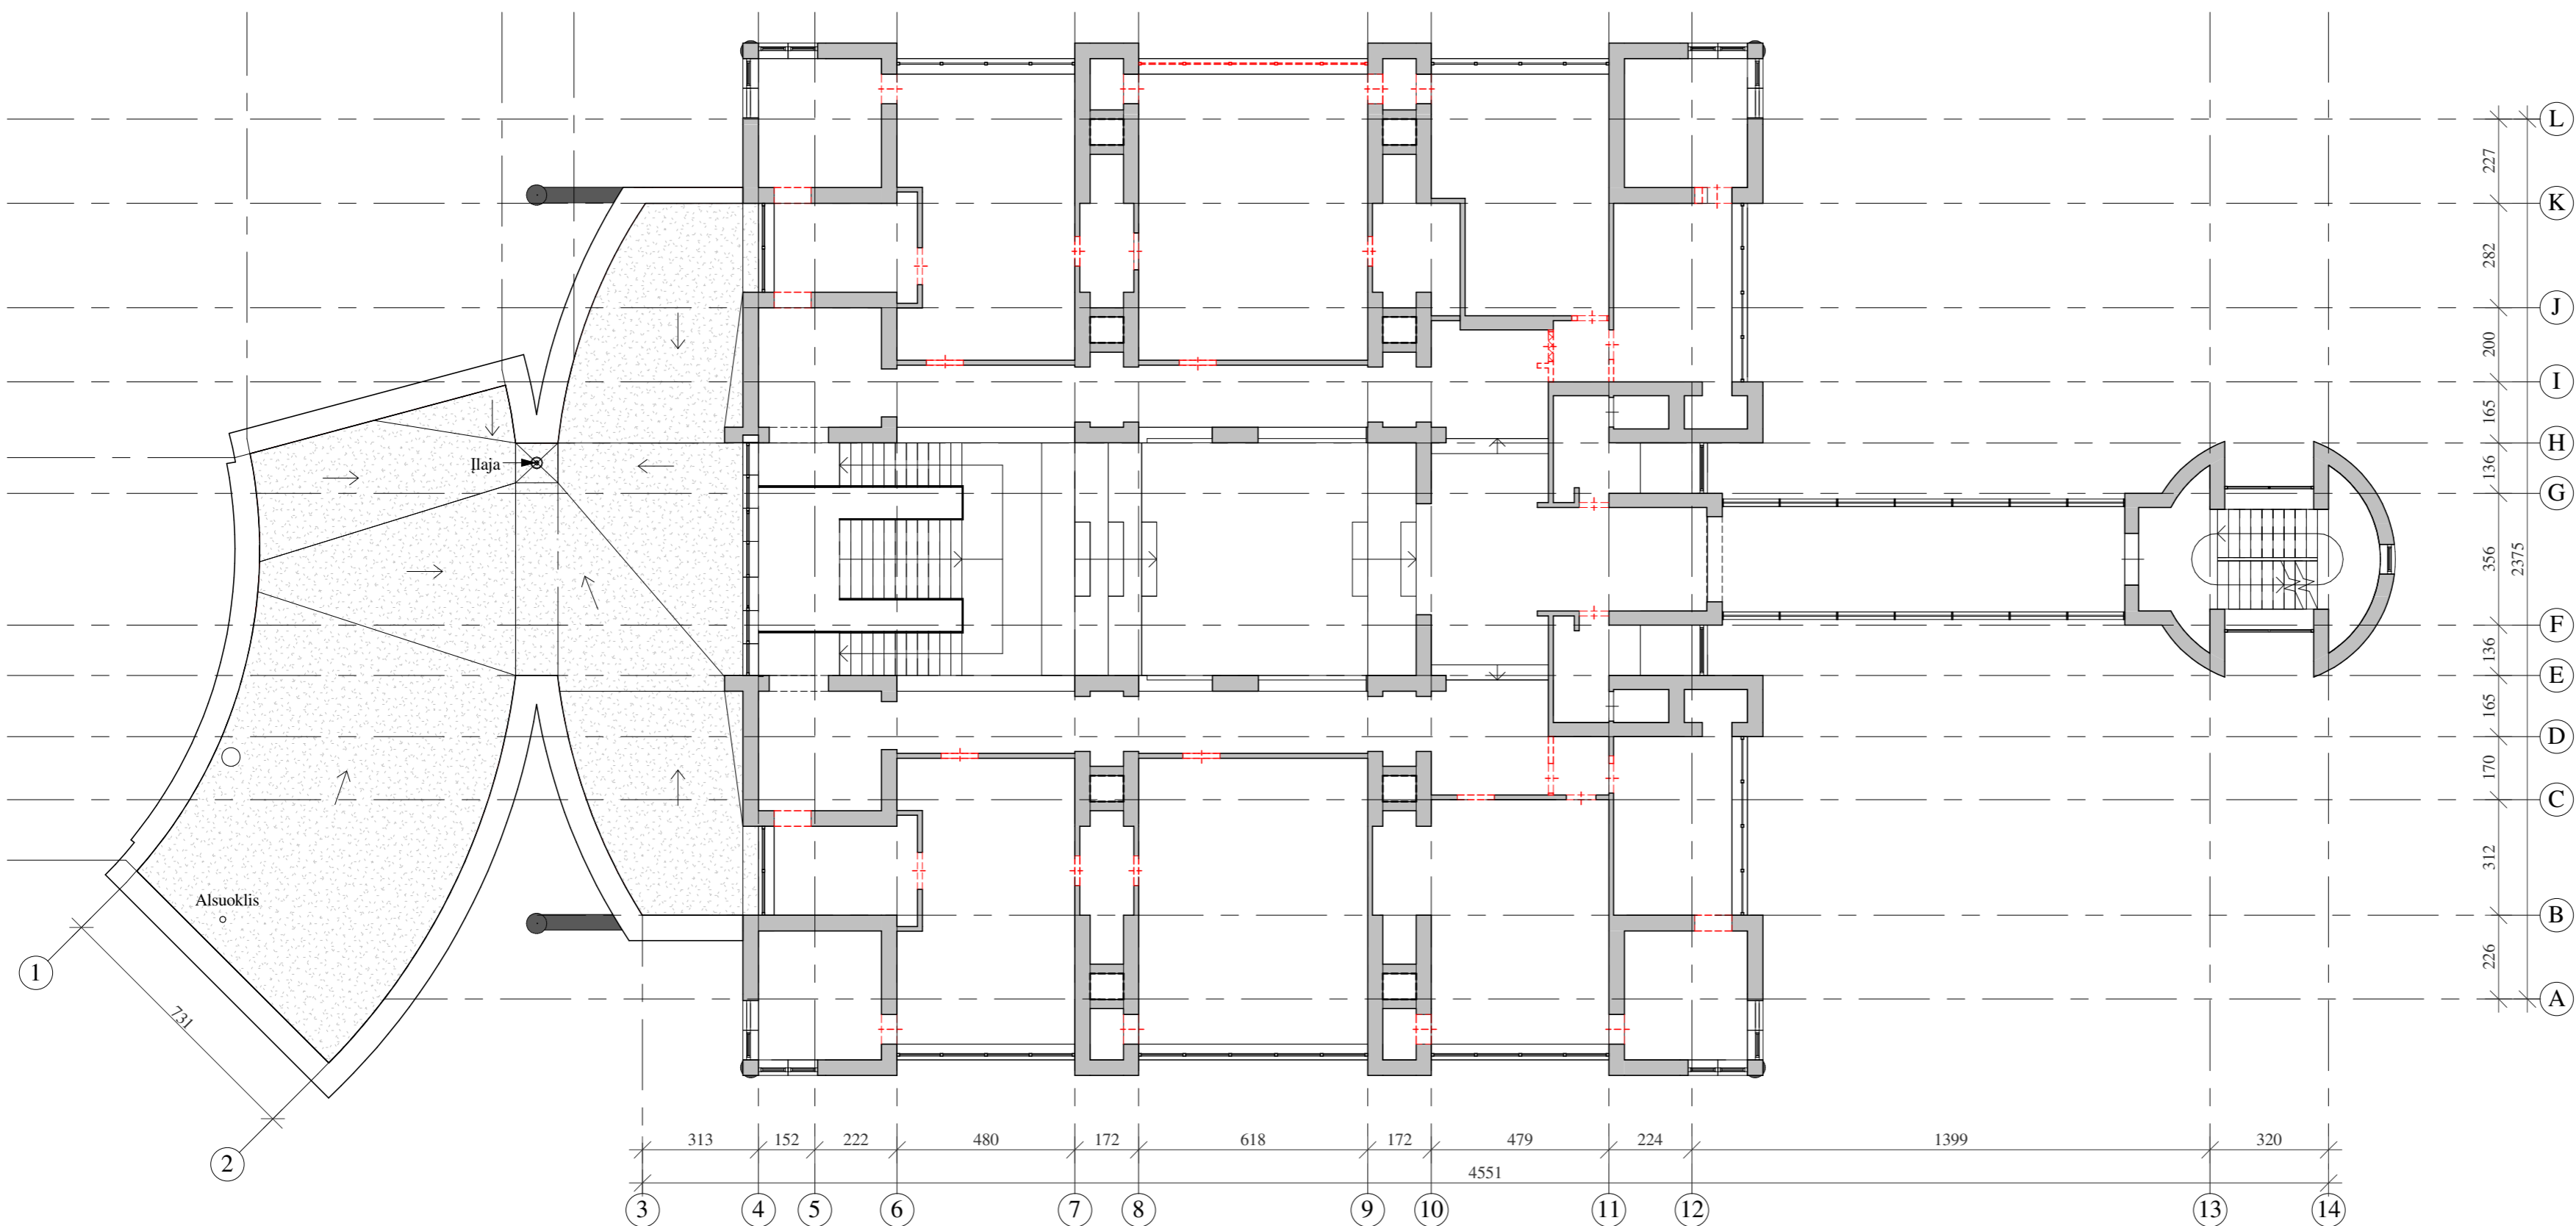 L
227
K
282
J
200
I
165
H
Įlaja
136
G
356
2375
F
136
E
165
D
170
C
312
Alsuoklis
B
226
1
A
731
2
313 152 222 480 172 618 172 479 224 1399 320
4551
3 4 5 6 7 8 9 10 11 12 13 14